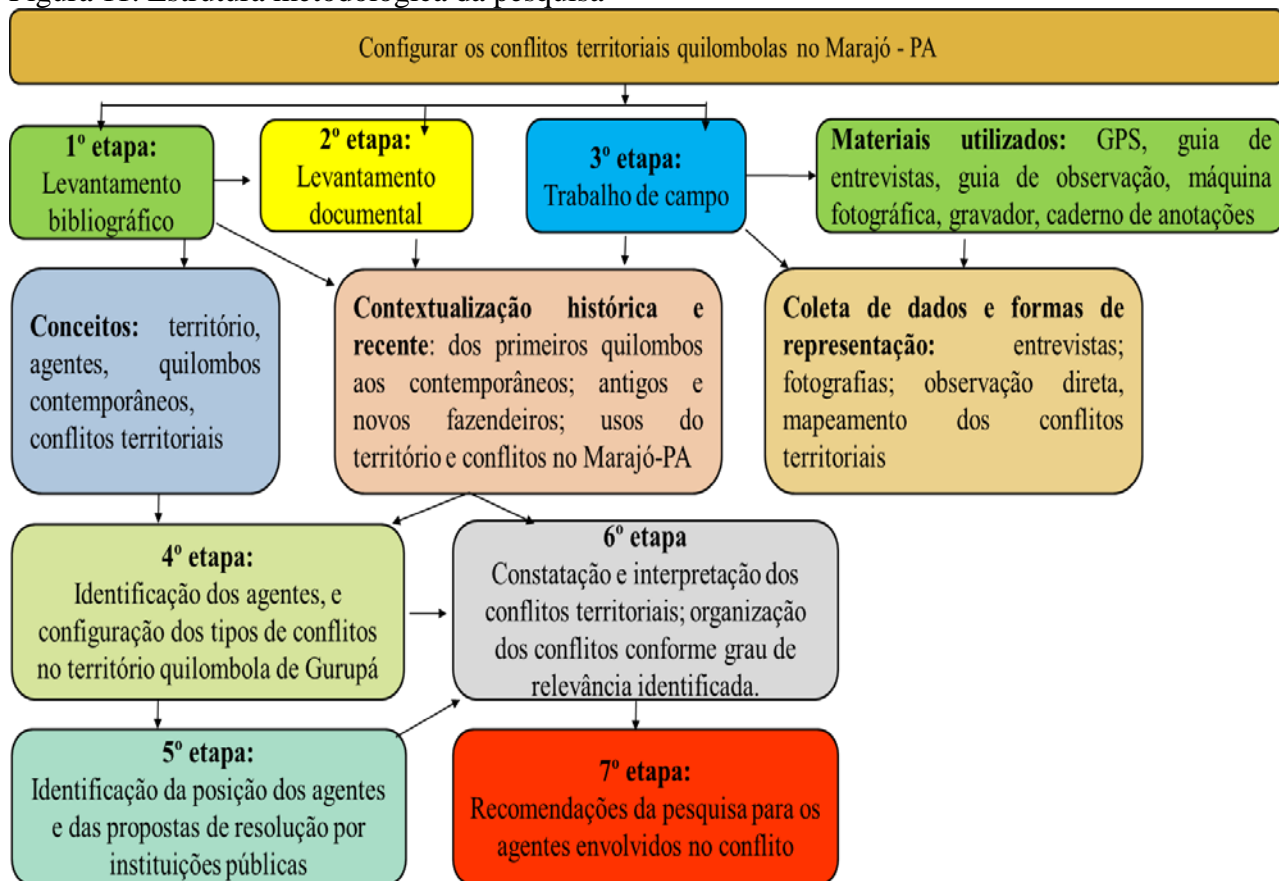 Figura 11: Estrutura metodológica da pesquisa
Configurar os conflitos territoriais quilombolas no Marajó - PA
1º etapa:
Levantamento
bibliográfico
2º etapa:
Levantamento
documental
3º etapa:
Trabalho de campo
Materiais utilizados: GPS, guia de
entrevistas, guia de observação, máquina
fotográfica, gravador, caderno de anotações
Conceitos: território,
agentes, quilombos
contemporâneos,
conflitos territoriais
Contextualização histórica e
recente: dos primeiros quilombos
aos contemporâneos; antigos e
novos fazendeiros; usos do
território e conflitos no Marajó-PA
Coleta de dados e formas de
representação: entrevistas;
fotografias; observação direta,
mapeamento dos conflitos
territoriais
4º etapa:
Identificação dos agentes, e
configuração dos tipos de conflitos
no território quilombola de Gurupá
6º etapa
Constatação e interpretação dos
conflitos territoriais; organização
dos conflitos conforme grau de
relevância identificada.
5º etapa:
Identificação da posição dos agentes
e das propostas de resolução por
instituições públicas
7º etapa:
Recomendações da pesquisa para os
agentes envolvidos no conflito